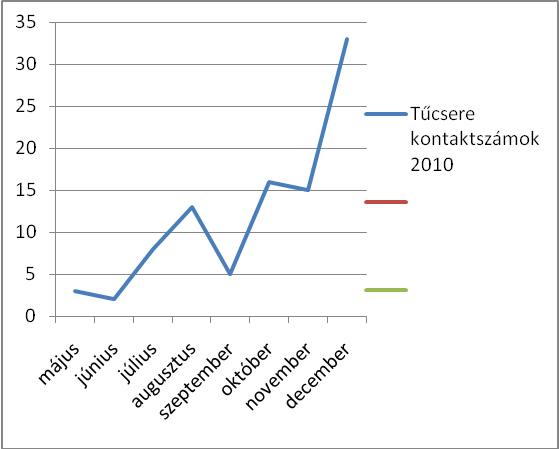 35
30
25
20
15
10
5
0
május
június
július
augusztus
szeptember
október
november
december
Tűcsere
kontaktszámok
2010